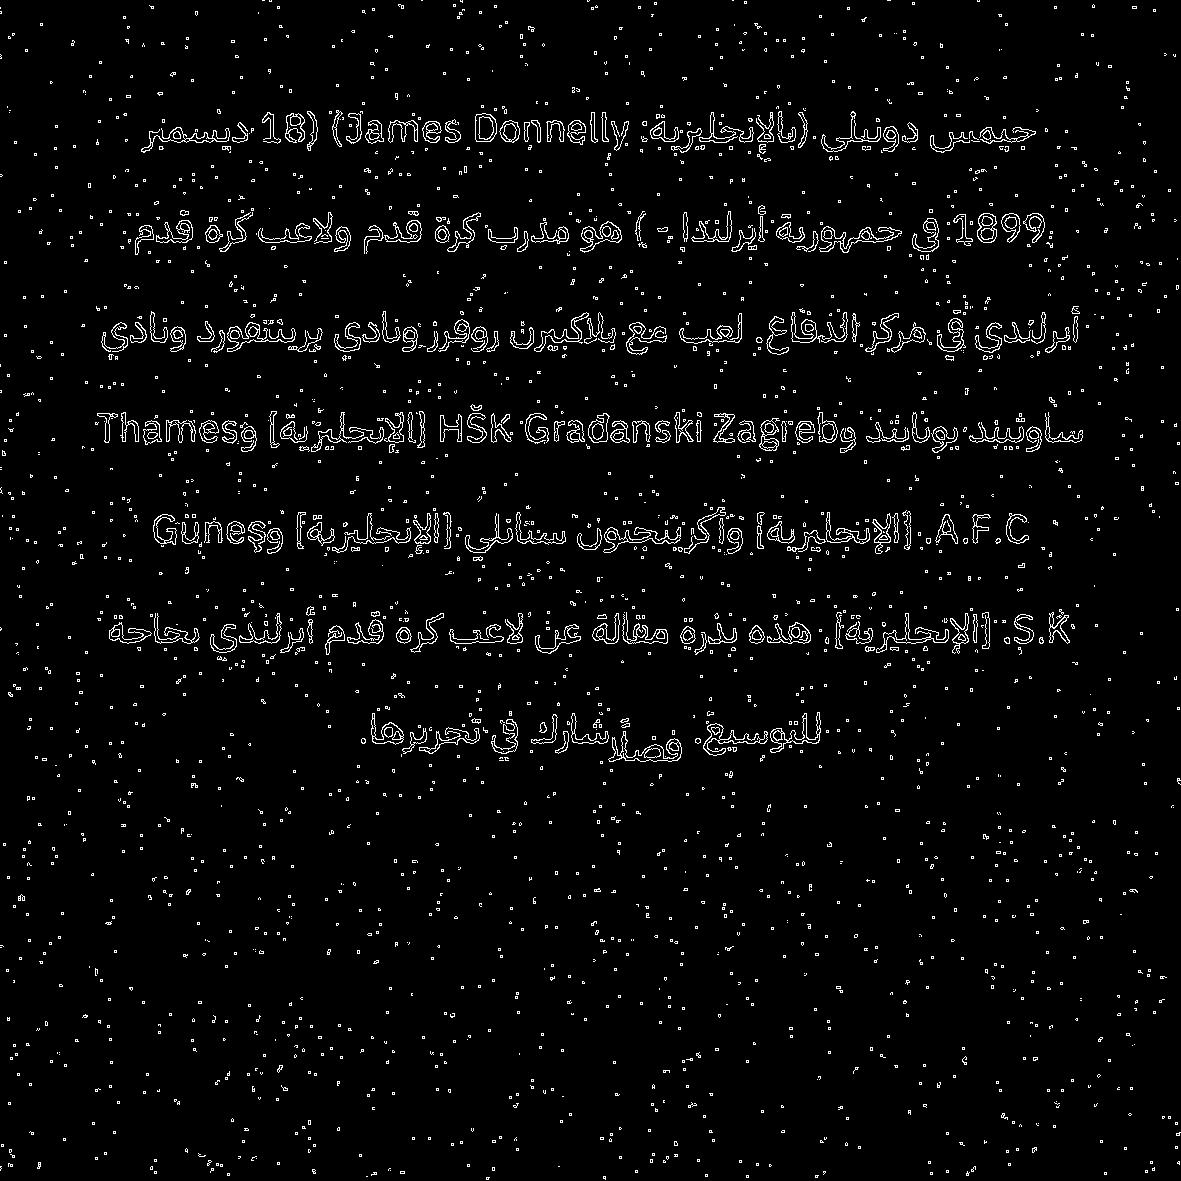 جيمس دونيلي (بالإنجليزية: James Donnelly) (18 ديسمبر
1899 في جمهورية أيرلندا - ) هو مدرب كرة قدم ولاعب كرة قدم
أيرلندي في مركز الدفاع. لعب مع بلاكبيرن روفرز ونادي برينتفورد ونادي
ساوثيند يونايتد وHŠK Građanski Zagreb [الإنجليزية] وThames
A.F.C. [الإنجليزية] وأكرينجتون ستانلي [الإنجليزية] وGüneş
S.K. [الإنجليزية]. هذه بذرة مقالة عن لاعب كرة قدم أيرلندي بحاجة
للتوسيع. فضلًا شارك في تحريرها.